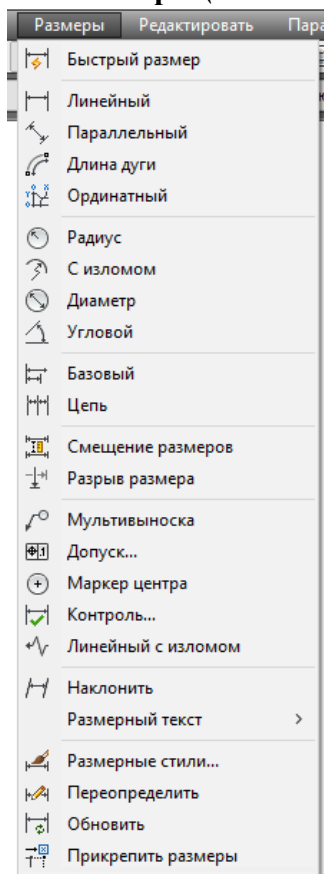 Размеры Редактировать Пара
Быстрый размер
Линейный
Параллельный
Длина дуги
Ординатный
Радиус
С изломом
Диаметр
Угловой
Базовый
Цепь
Смещение размеров
Разрыв размера
Мультивыноска
Допуск...
Маркер центра
Контроль...
Линейный с изломом
Наклонить
Размерный текст
Размерные стили...
Переопределить
Обновить
Прикрепить размеры